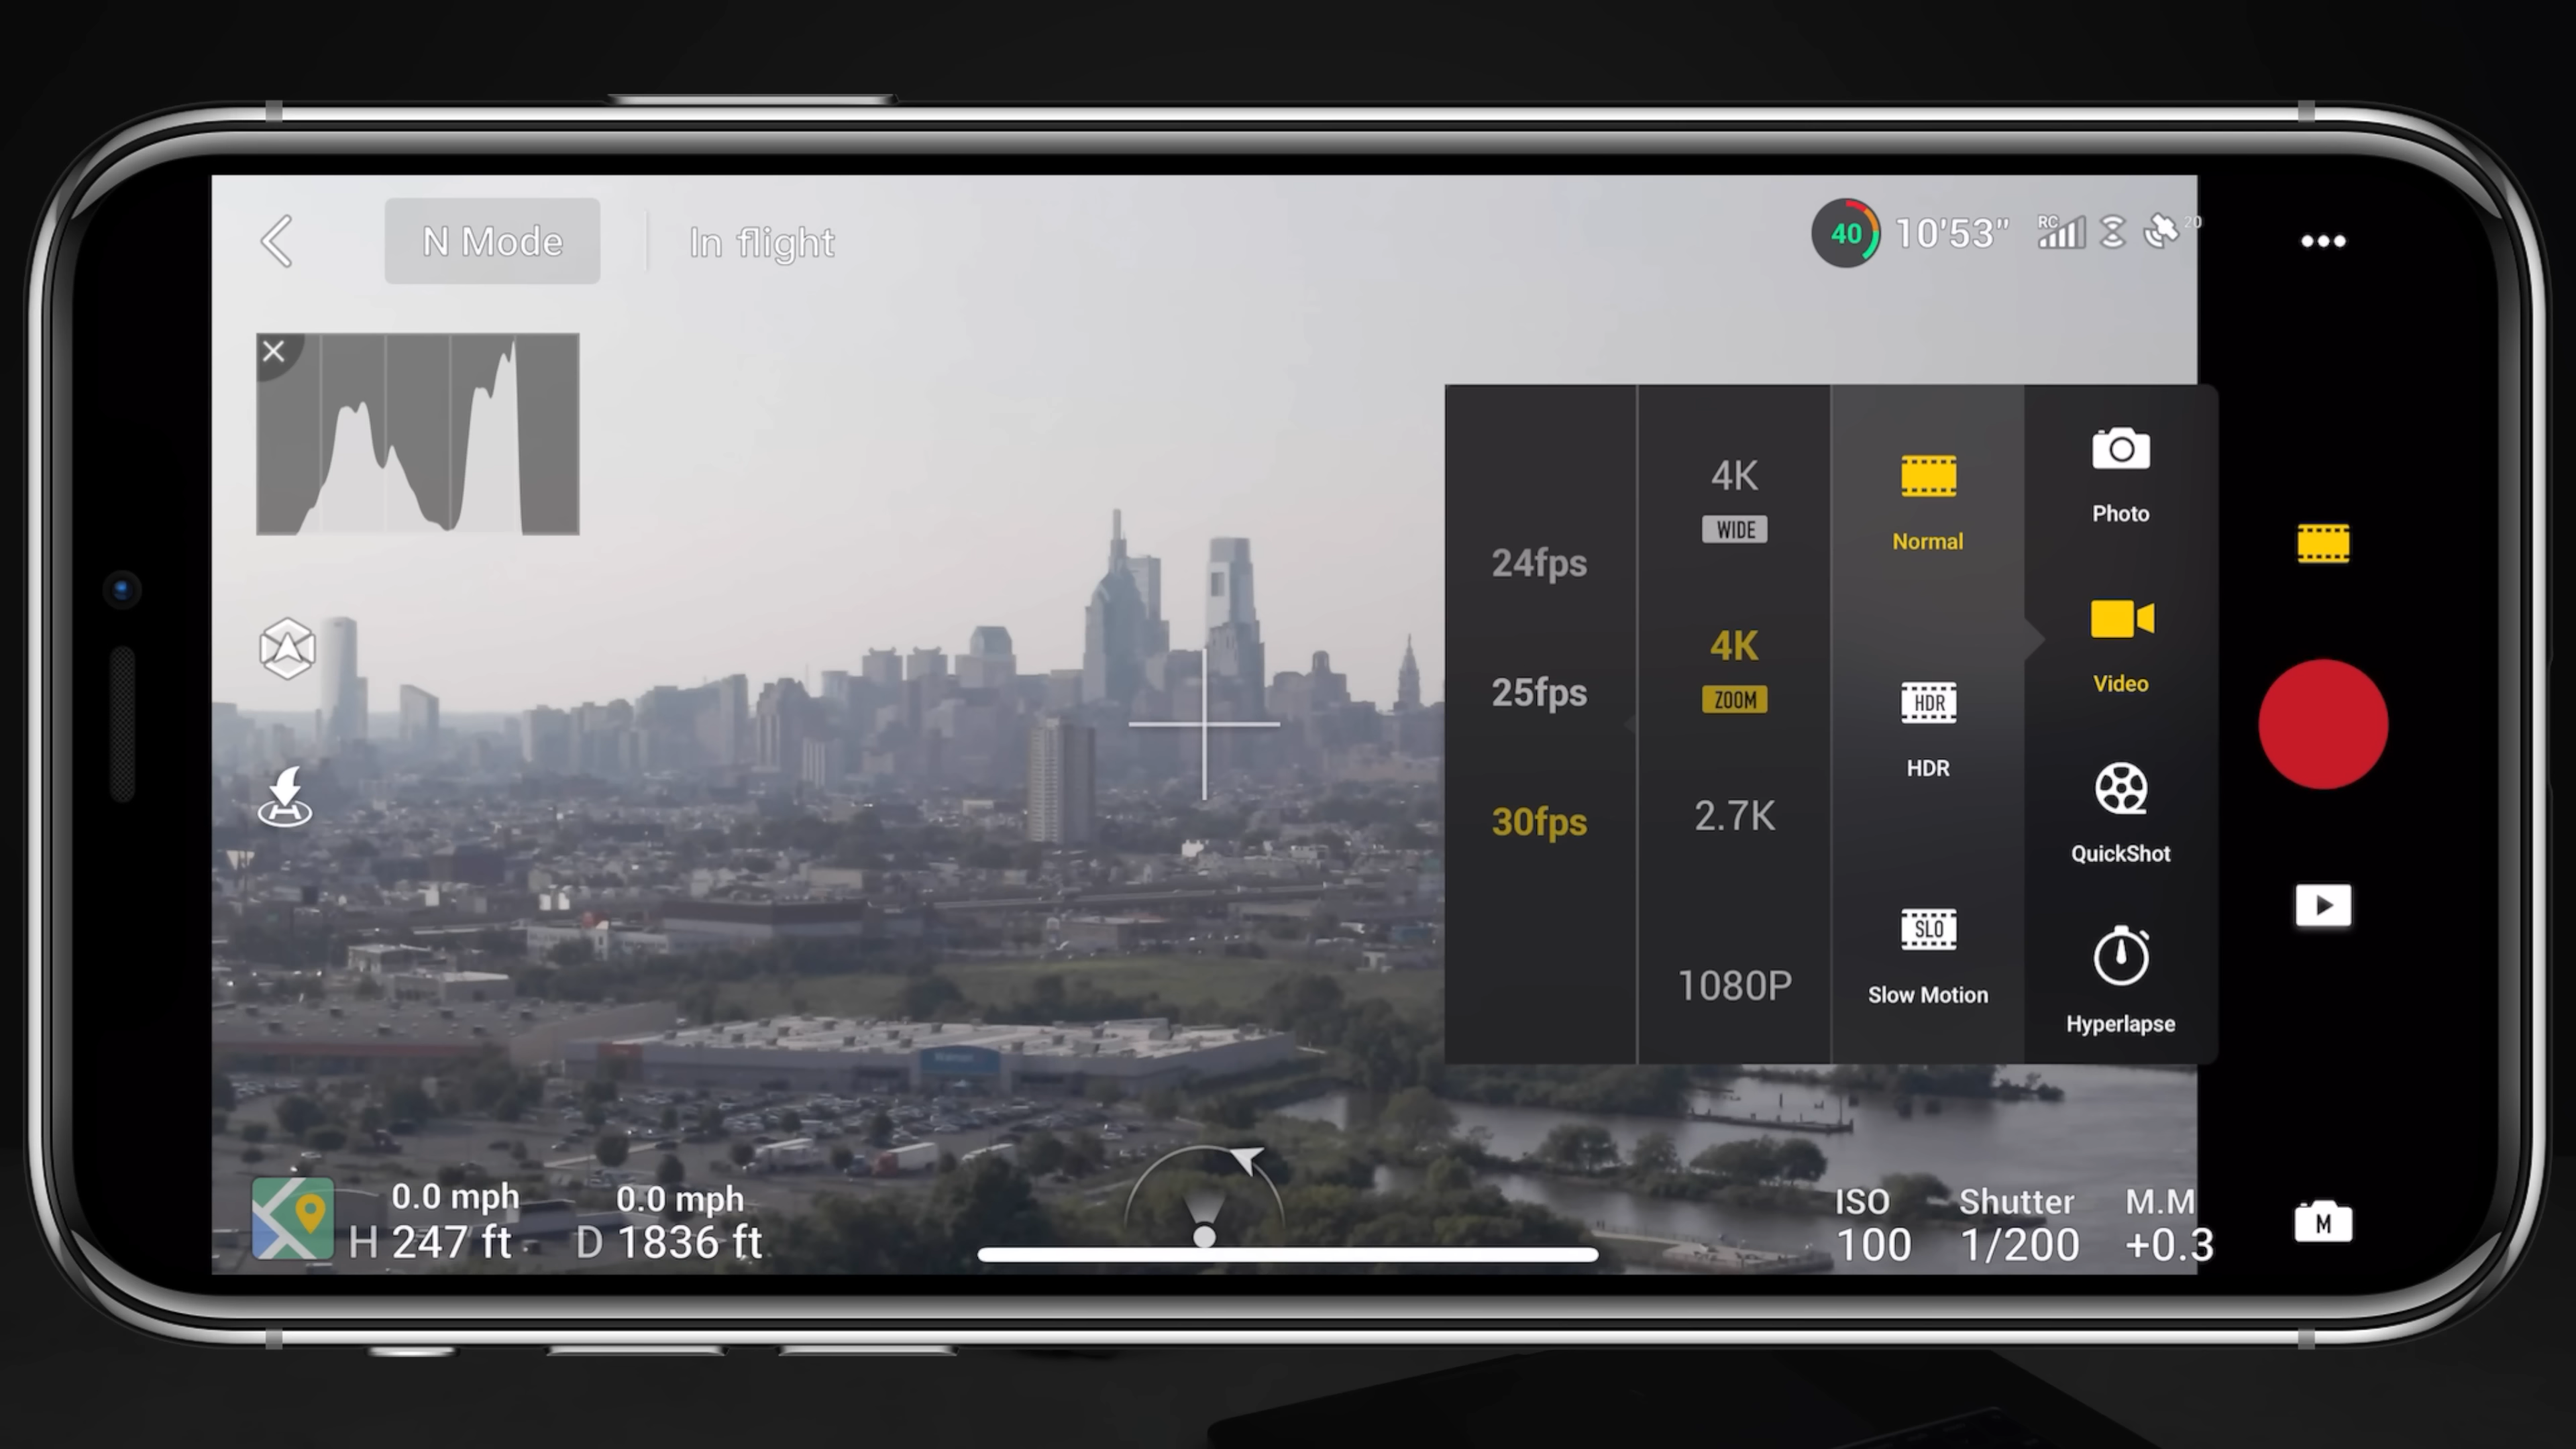 N Mode
In flight
40
10'53"
RC
20
24fps
25fps
30fps
4K
WIDE
4K
ZOOM
2.7K
1080P
Normal
HDR
HDR
SLO
Slow Motion
Photo
Video
QuickShot
Hyperlapse
0.0 mph
0.0 mph
H 247 ft
D 1836 ft
ISO
Shutter
M.M
100
1/200
+0.3
M